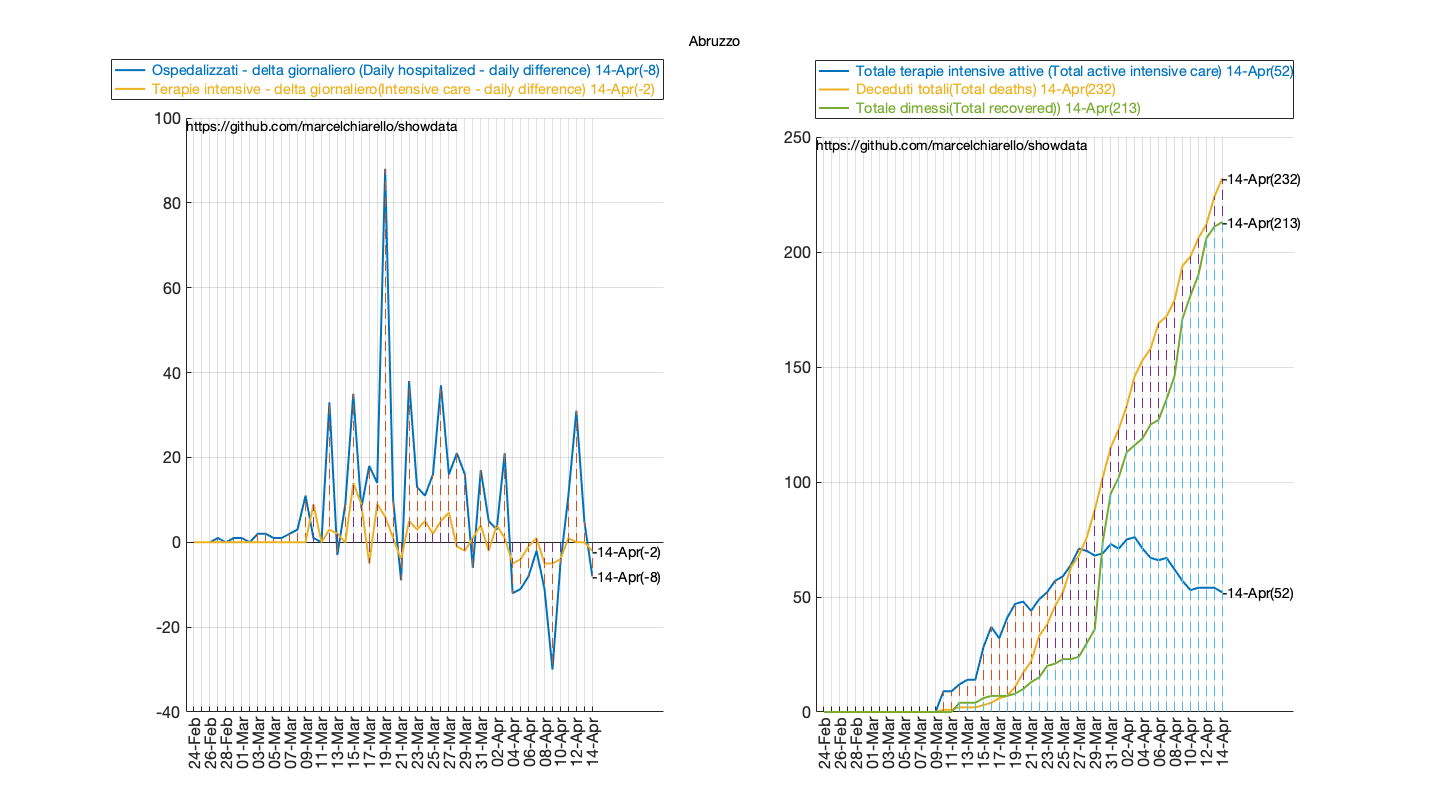 Abruzzo
Ospedalizzati - delta giornaliero (Daily hospitalized - daily difference) 14-Apr(-8)
Terapie intensive - delta giornaliero(Intensive care - daily difference) 14-Apr(-2)
https://github.com/marcelchiarello/showdata
100
80
60
40
20
0
-20
-40
14-Apr(-2)
14-Apr(-8)
24-Feb
26-Feb
28-Feb
01-Mar
03-Mar
05-Mar
07-Mar
09-Mar
11-Mar
13-Mar
15-Mar
17-Mar
19-Mar
21-Mar
23-Mar
25-Mar
27-Mar
29-Mar
31-Mar
02-Apr
04-Apr
06-Apr
08-Apr
10-Apr
12-Apr
14-Apr
Totale terapie intensive attive (Total active intensive care) 14-Apr(52)
Deceduti totali(Total deaths) 14-Apr(232)
Totale dimessi(Total recovered)) 14-Apr(213)
https://github.com/marcelchiarello/showdata
250
200
150
100
50
0
14-Apr(232)
14-Apr(213)
14-Apr(52)
24-Feb
26-Feb
28-Feb
01-Mar
03-Mar
05-Mar
07-Mar
09-Mar
11-Mar
13-Mar
15-Mar
17-Mar
19-Mar
21-Mar
23-Mar
25-Mar
27-Mar
29-Mar
31-Mar
02-Apr
04-Apr
06-Apr
08-Apr
10-Apr
12-Apr
14-Apr